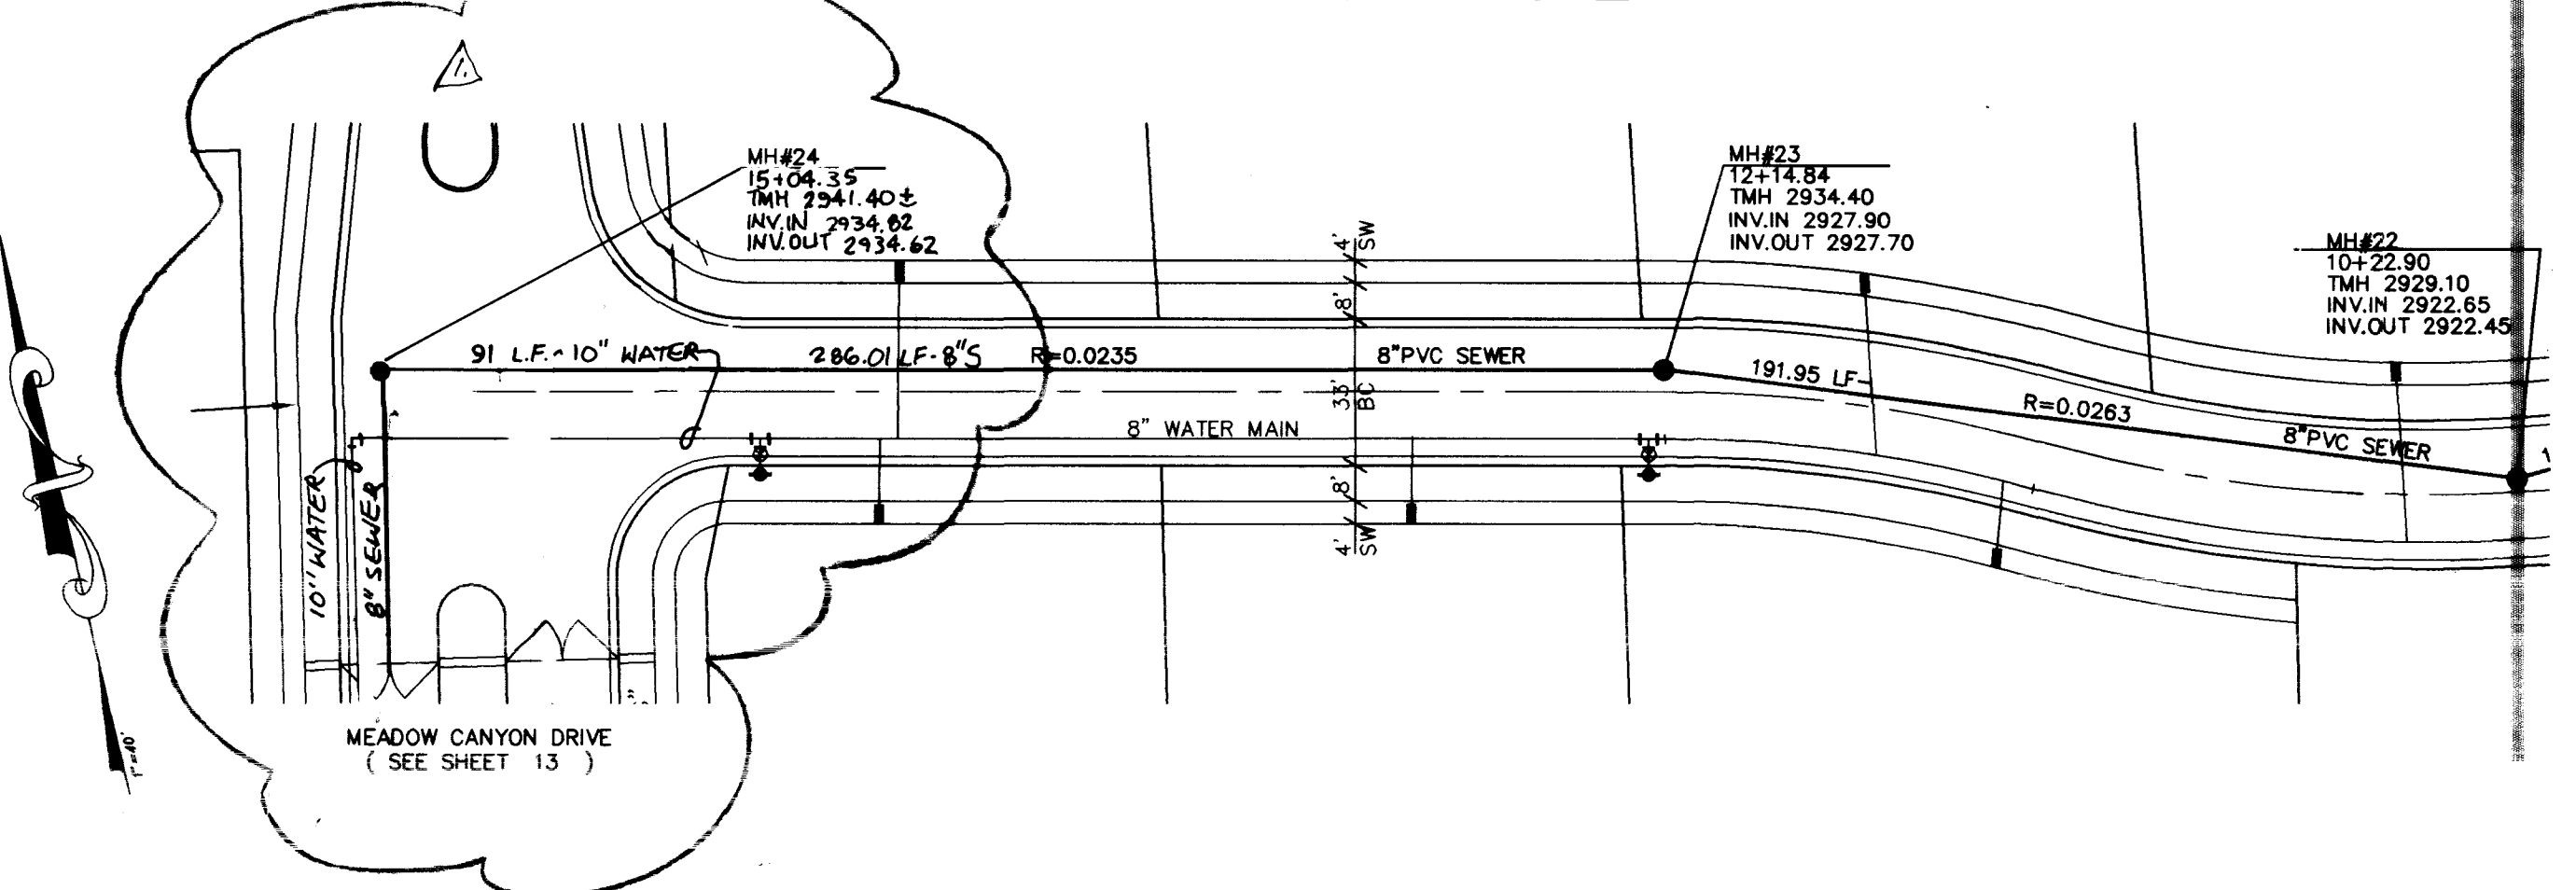 1.
MH#24
15+04.35
TMH 2941.40±
INV.IN 2934.82
INV.OUT 2934.62
MH#23
12+14.84
TMH 2934.40
INV.IN 2927.90
INV.OUT 2927.70
MH#22
10+22.90
TMH 2929.10
INV.IN 2922.65
INV.OUT 2922.45
4'
SW
8'
91 L.F. - 10" WATER
286.01 LF-8"S
R=0.0235
8"PVC SEWER
33'
BC
191.95 LF
R=0.0263
8"PVC SEWER
8" WATER MAIN
10" WATER
8" SEWER
8'
4'
SW
MEADOW CANYON DRIVE
( SEE SHEET 13 )
1"=40'